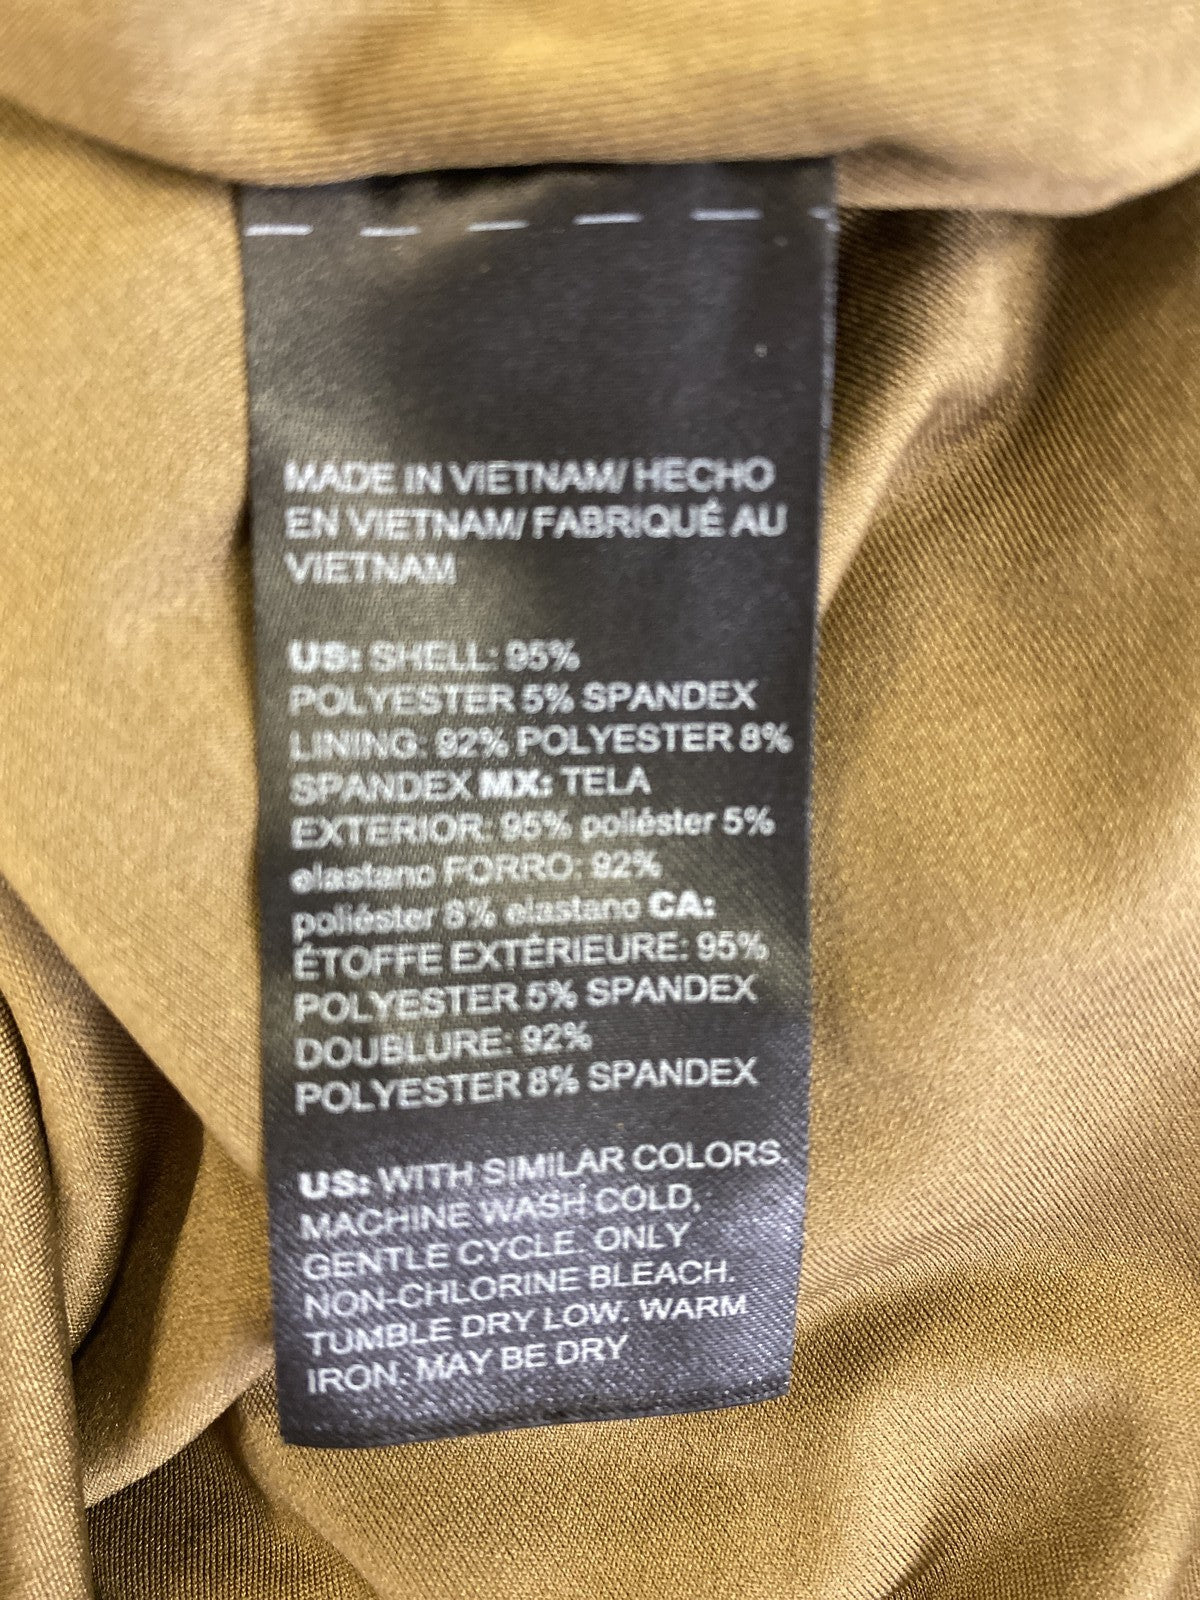 MADE IN VIETNAM/ HECHO
EN VIETNAM/ FABRIQUÉ AU
VIETNAM
US: SHELL: 95%
POLYESTER 5% SPANDEX
LINING: 92% POLYESTER 8%
SPANDEX MX: TELA
EXTERIOR: 95% poliéster 5%
elastano FORRO: 92%
poliéster 8% elastano CA:
ÉTOFFE EXTÉRIEURE: 95%
POLYESTER 5% SPANDEX
DOUBLURE: 92%
POLYESTER 8% SPANDEX
US: WITH SIMILAR COLORS.
MACHINE WASH COLD,
GENTLE CYCLE. ONLY
NON-CHLORINE BLEACH.
TUMBLE DRY LOW. WARM
IRON. MAY BE DRY